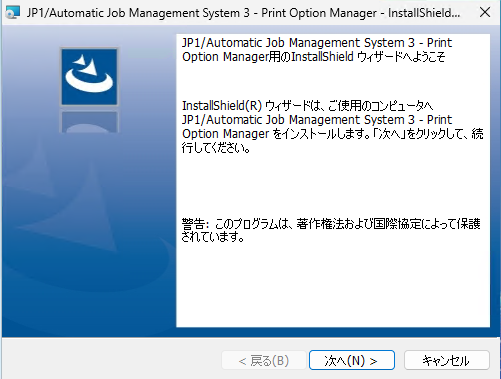 JP1/Automatic Job Management System 3 - Print Option Manager - InstallShield...
JP1/Automatic Job Management System 3 - Print
Option Manager用のInstallShield ウィザードへようこそ
InstallShield(R) ウィザードは、ご使用のコンピュータへ
JP1/Automatic Job Management System 3 - Print
Option Manager をインストールします。「次へ」をクリックして、続
行してください。
警告: このプログラムは、著作権法および国際協定によって保護
されています。
< 戻る(B)
次へ(N) >
キャンセル